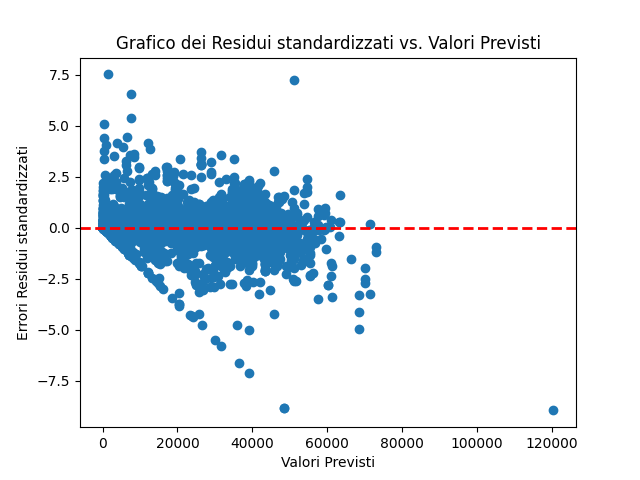 Grafico dei Residui standardizzati vs. Valori Previsti
Errori Residui standardizzati
7.5
5.0
2.5
0.0
−2.5
−5.0
−7.5
0 20000 40000 60000 80000 100000 120000
Valori Previsti